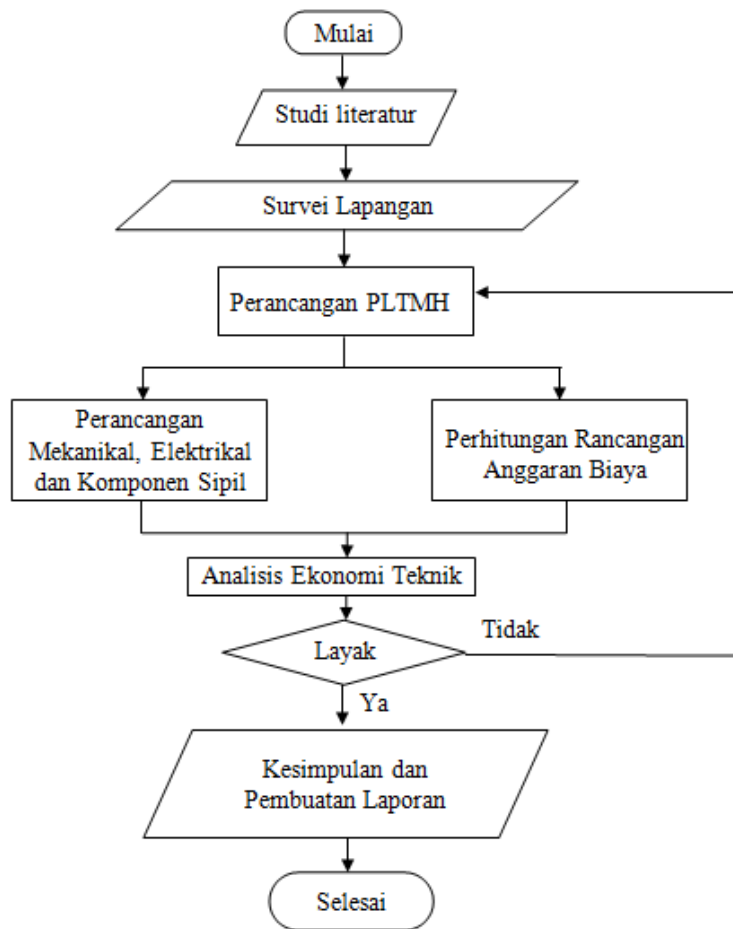 Mulai
Studi literatur
Survei Lapangan
Perancangan PLTMH
Perancangan
Mekanikal, Elektrikal
dan Komponen Sipil
Perhitungan Rancangan
Anggaran Biaya
Analisis Ekonomi Teknik
Layak
Tidak
Ya
Kesimpulan dan
Pembuatan Laporan
Selesai